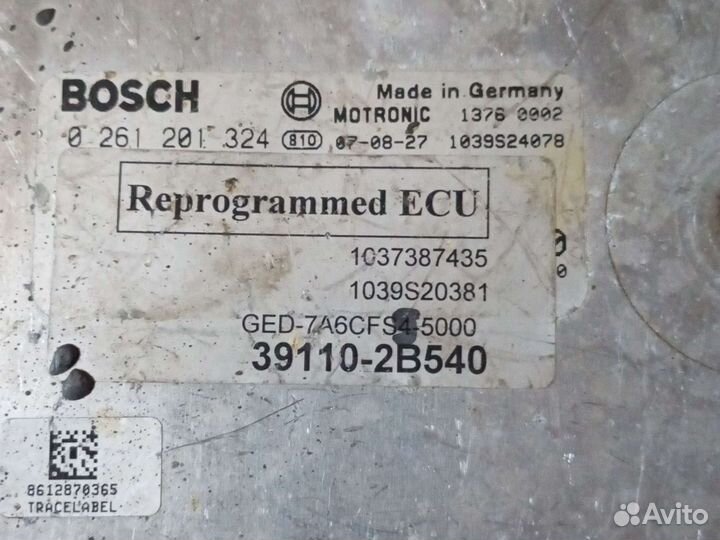 BOSCH Made in Germany
MOTRONIC 1376 0002
0 261 201 324 810 07-08-27 1039S24078
Reprogrammed ECU
1037387435
1039S20381
0
GED-7A6CFS4-5000
39110-2B540
8612870365
TRACELABEL
Avito